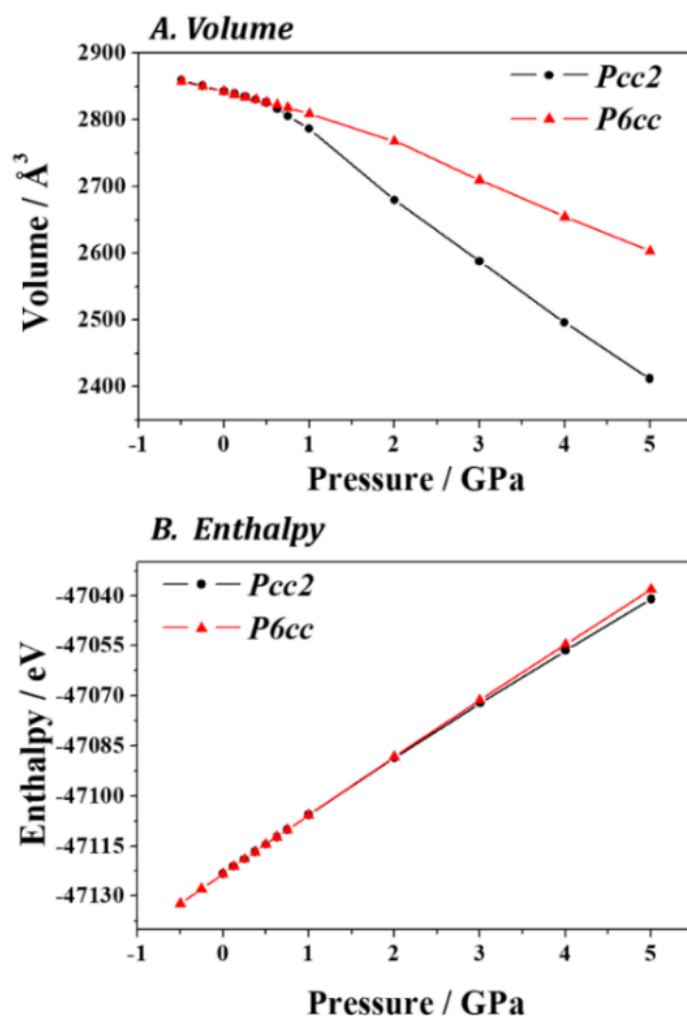 A. Volume
2900
2800
2700
2600
2500
2400
Volume / Å³
Pcc2
P6cc
-1 0 1 2 3 4 5
Pressure / GPa
B. Enthalpy
-47040
-47055
-47070
-47085
-47100
-47115
-47130
Enthalpy / eV
Pcc2
P6cc
-1 0 1 2 3 4 5
Pressure / GPa